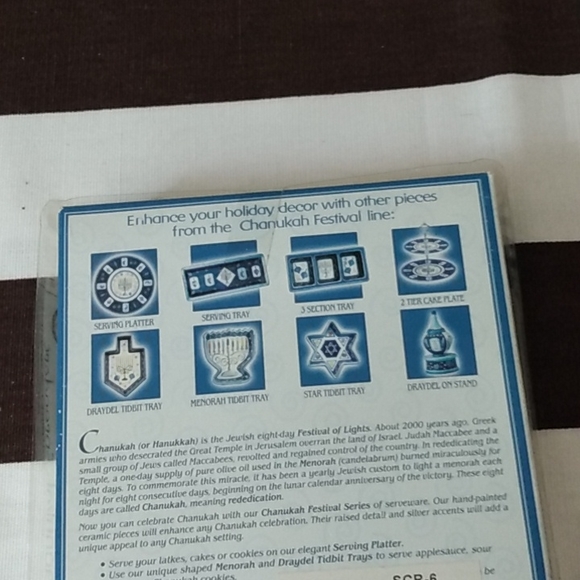 Enhance your holiday decor with other pieces
from the Chanukah Festival line:
SERVING PLATTER
SERVING TRAY
3 SECTION TRAY
2 TIER CAKE PLATE
DRAYDEL TIDBIT TRAY
MENORAH TIDBIT TRAY
STAR TIDBIT TRAY
DRAYDEL ON STAND
Chanukah (or Hanukkah) is the Jewish eight-day Festival of Lights. About 2000 years ago, Greek
armies who desecrated the Great Temple in Jerusalem overran the land of Israel. Judah Maccabee and a
small group of Jews called Maccabees, revolted and regained control of the country. In rededicating the
Temple, a one-day supply of pure olive oil used in the Menorah (candelabrum) burned miraculously for
eight days. To commemorate this miracle, it has been a yearly Jewish custom to light a menorah each
night for eight consecutive days, beginning on the lunar calendar anniversary of the victory. These eight
days are called Chanukah, meaning rededication.
Now you can celebrate Chanukah with our Chanukah Festival Series of serveware. Our hand-painted
ceramic pieces will enhance any Chanukah celebration. Their raised detail and silver accents will add a
unique appeal to any Chanukah setting.
• Serve your latkes, cakes or cookies on our elegant Serving Platter.
• Use our unique shaped Menorah and Draydel Tidbit Trays to serve applesauce, sour
Chanukah cookies.
be
SCP-6